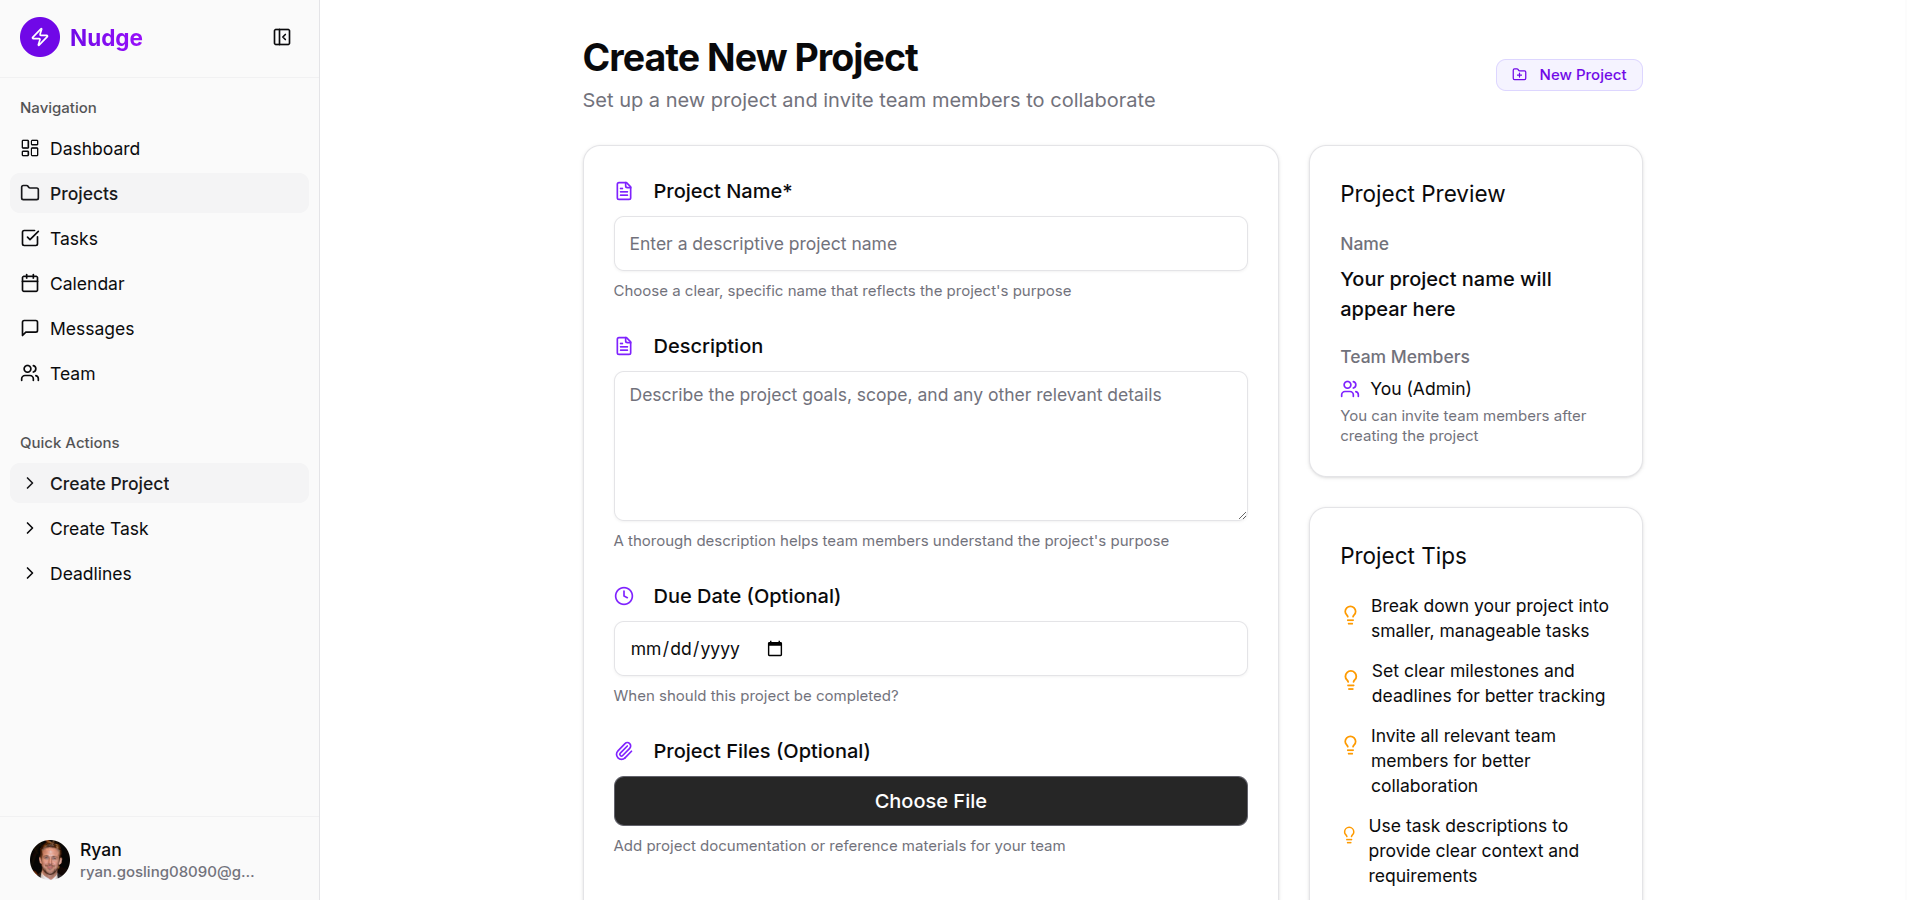 Nudge
Navigation
Dashboard
Projects
Tasks
Calendar
Messages
Team
Quick Actions
Create Project
Create Task
Deadlines
Ryan
ryan.gosling08090@g...
Create New Project
Set up a new project and invite team members to collaborate
New Project
Project Name*
Enter a descriptive project name
Choose a clear, specific name that reflects the project's purpose
Description
Describe the project goals, scope, and any other relevant details
A thorough description helps team members understand the project's purpose
Due Date (Optional)
mm/dd/yyyy
When should this project be completed?
Project Files (Optional)
Choose File
Add project documentation or reference materials for your team
Project Preview
Name
Your project name will
appear here
Team Members
You (Admin)
You can invite team members after
creating the project
Project Tips
Break down your project into
smaller, manageable tasks
Set clear milestones and
deadlines for better tracking
Invite all relevant team
members for better
collaboration
Use task descriptions to
provide clear context and
requirements